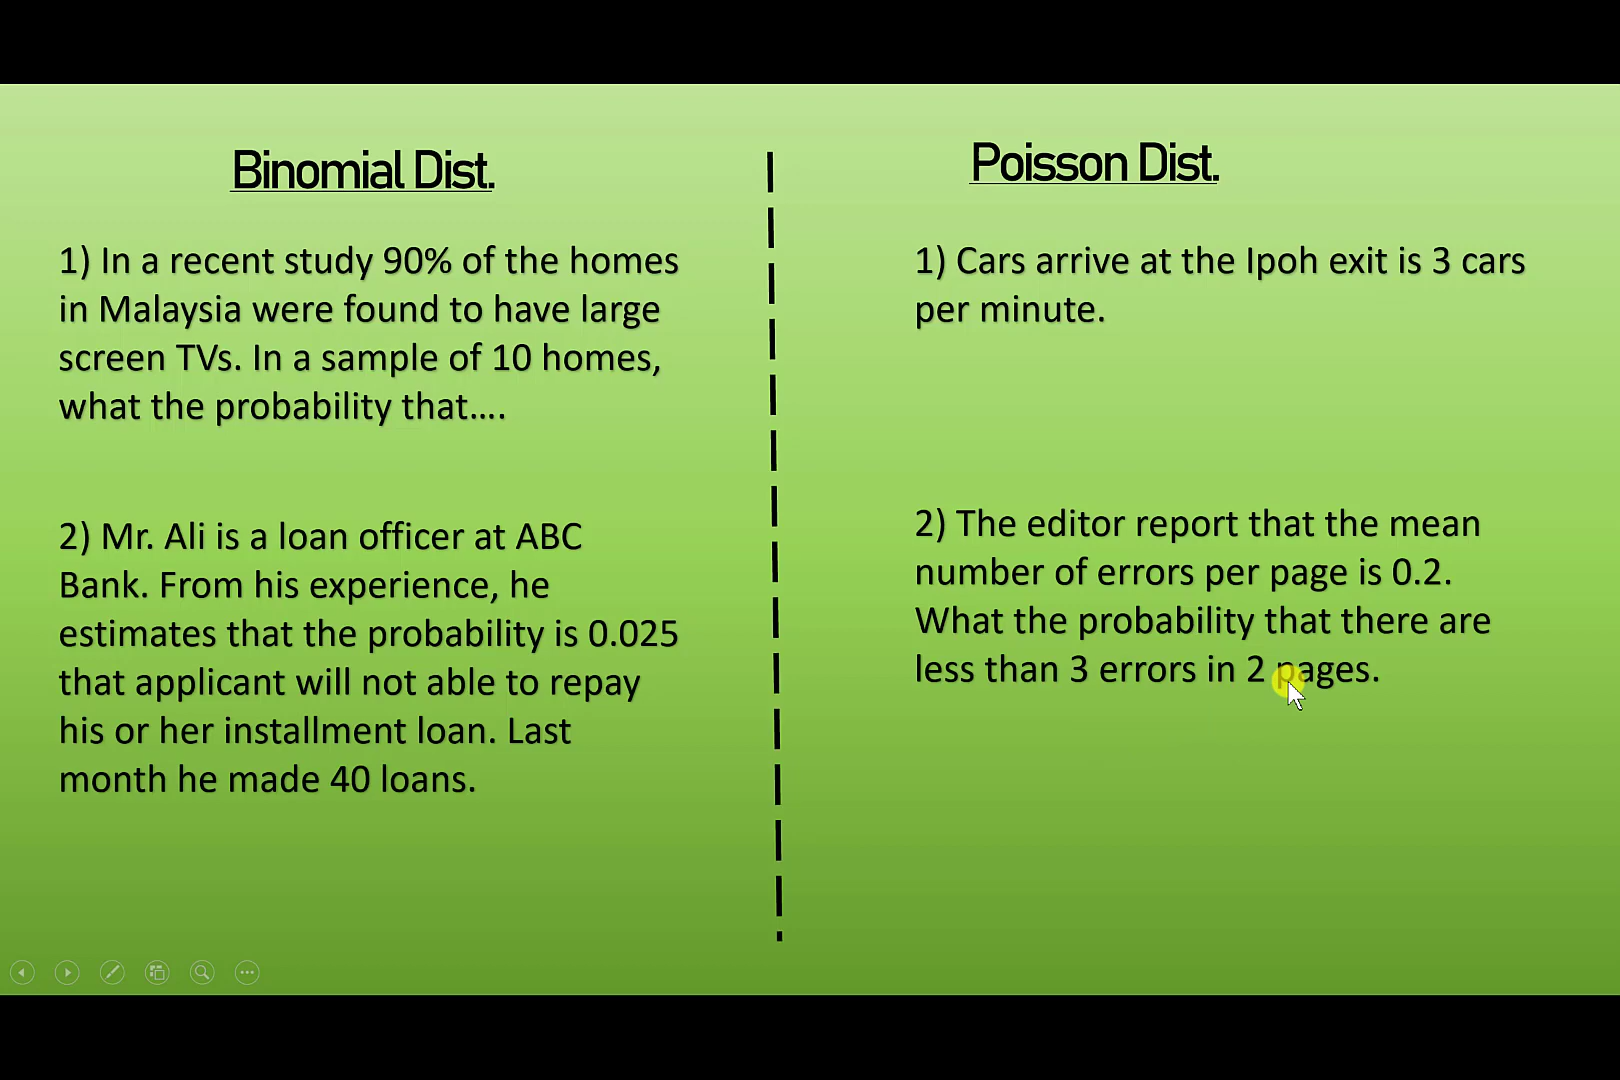 Binomial Dist.
1) In a recent study 90% of the homes
in Malaysia were found to have large
screen TVs. In a sample of 10 homes,
what the probability that....
2) Mr. Ali is a loan officer at ABC
Bank. From his experience, he
estimates that the probability is 0.025
that applicant will not able to repay
his or her installment loan. Last
month he made 40 loans.
Poisson Dist.
1) Cars arrive at the Ipoh exit is 3 cars
per minute.
2) The editor report that the mean
number of errors per page is 0.2.
What the probability that there are
less than 3 errors in 2 pages.